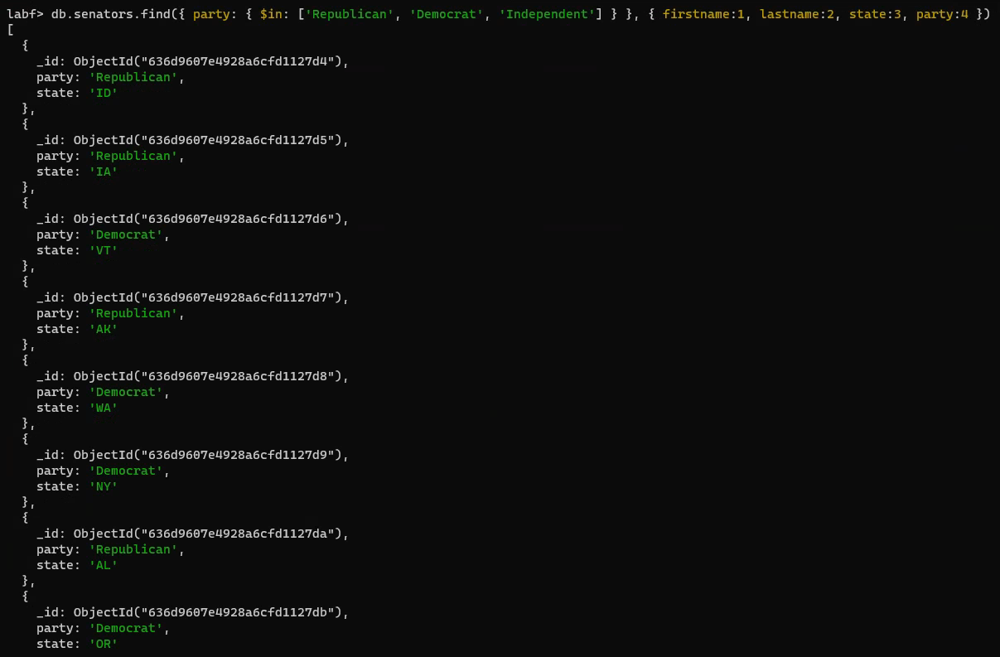 labf> db.senators.find({ party: { $in: ['Republican', 'Democrat', 'Independent'] } }, { firstname:1, lastname:2, state:3, party:4 })
[
  {
    _id: ObjectId("636d9607e4928a6cfd1127d4"),
    party: 'Republican',
    state: 'ID'
  },
  {
    _id: ObjectId("636d9607e4928a6cfd1127d5"),
    party: 'Republican',
    state: 'IA'
  },
  {
    _id: ObjectId("636d9607e4928a6cfd1127d6"),
    party: 'Democrat',
    state: 'VT'
  },
  {
    _id: ObjectId("636d9607e4928a6cfd1127d7"),
    party: 'Republican',
    state: 'AK'
  },
  {
    _id: ObjectId("636d9607e4928a6cfd1127d8"),
    party: 'Democrat',
    state: 'WA'
  },
  {
    _id: ObjectId("636d9607e4928a6cfd1127d9"),
    party: 'Democrat',
    state: 'NY'
  },
  {
    _id: ObjectId("636d9607e4928a6cfd1127da"),
    party: 'Republican',
    state: 'AL'
  },
  {
    _id: ObjectId("636d9607e4928a6cfd1127db"),
    party: 'Democrat',
    state: 'OR'